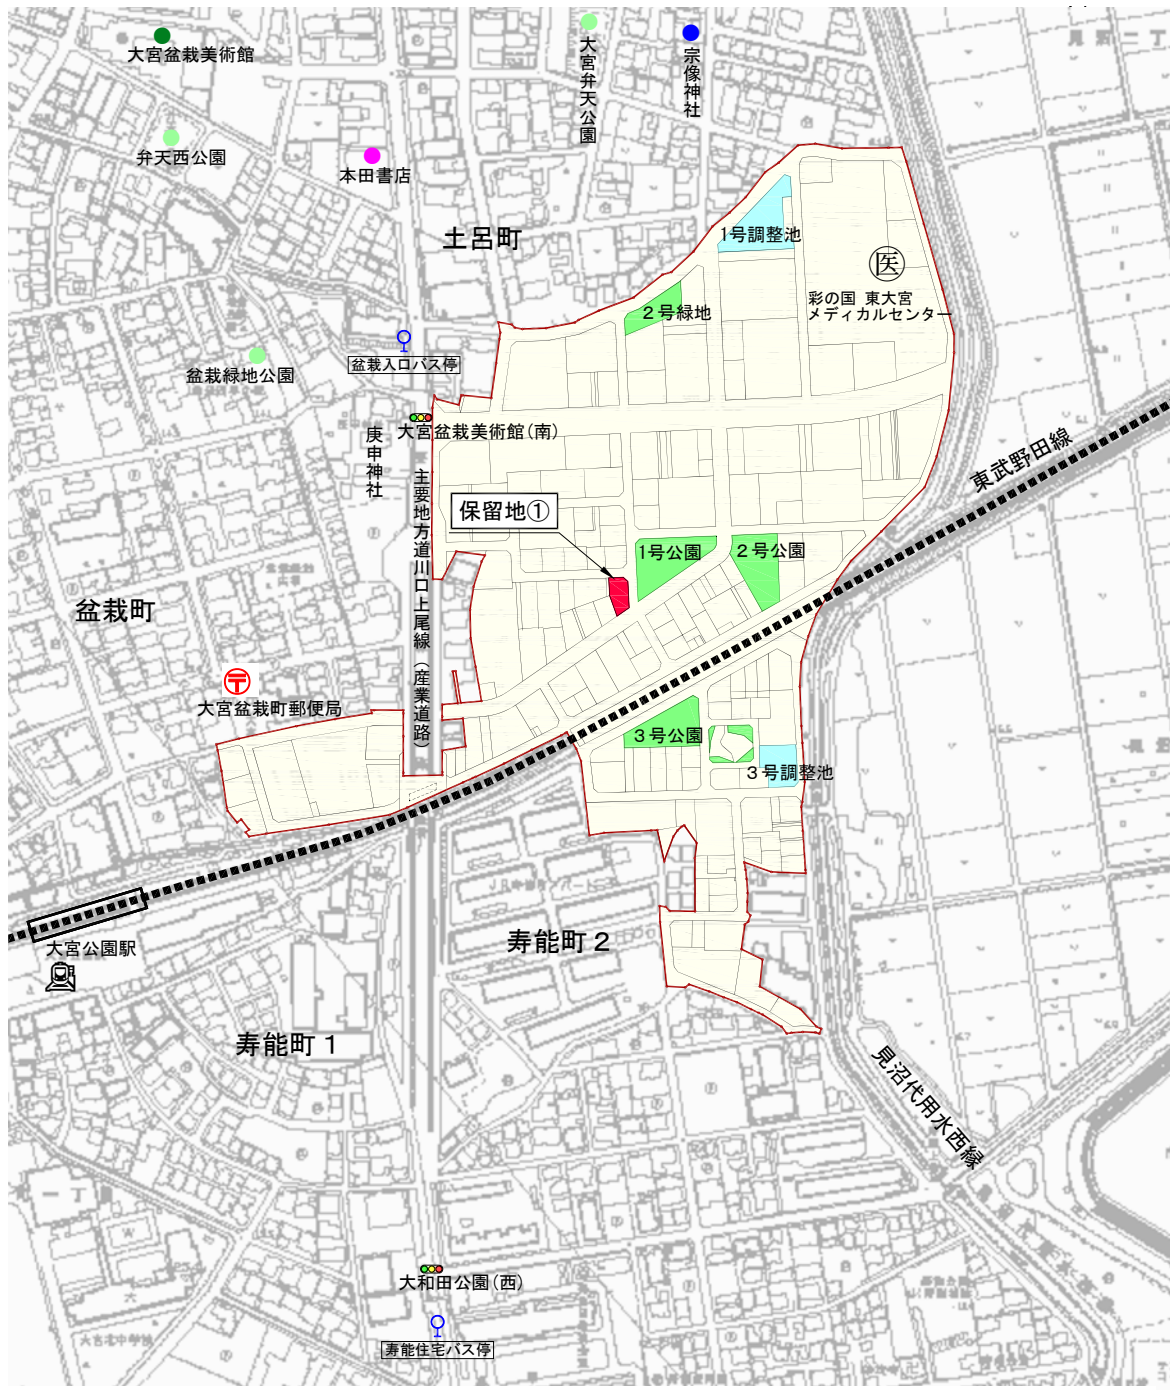 大宮盆栽美術館
大宮弁天公園
宗像神社
弁天西公園
本田書店
土呂町
1号調整池
医
彩の国 東大宮
メディカルセンター
２号緑地
盆栽入口バス停
盆栽緑地公園
大宮盆栽美術館(南)
庚申神社
東武野田線
主要地方道川口上尾線（産業道路）
保留地①
1号公園
２号公園
盆栽町
大宮盆栽町郵便局
３号公園
３号調整池
大宮公園駅
寿能町２
寿能町１
見沼代用水西縁
大和田公園(西)
寿能住宅バス停